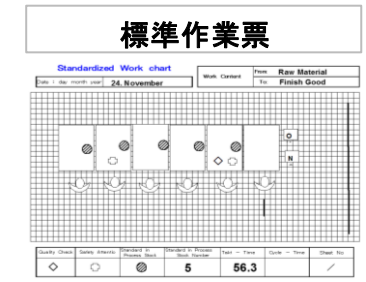 標準作業票
Standardized Work chart
Date : day month year 24. November
Work Content
From Raw Material
To Finish Good
O
N
Quality Check
Safety Attentio
Standard In Process Stock
Standard In Process Stock Number
Takt - Time
Cycle - Time
Sheet No
5
56.3
/